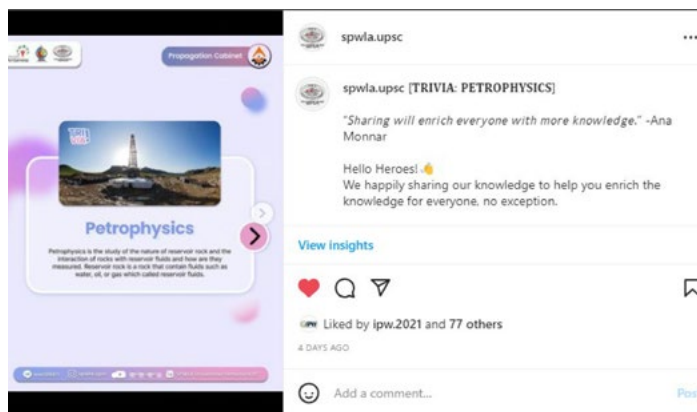 Propagation Cabinet
TRI
VIA
Petrophysics
Petrophysics is the study of the nature of reservoir rock and the
interaction of rocks with reservoir fluids and how are they
measured. Reservoir rock is a rock that contain fluids such as
water, oil, or gas which called reservoir fluids.
spwla.upsc
spwla.upsc [TRIVIA: PETROPHYSICS]
"Sharing will enrich everyone with more knowledge." -Ana
Monnar
Hello Heroes! 👋
We happily sharing our knowledge to help you enrich the
knowledge for everyone, no exception.
View insights
Liked by ipw.2021 and 77 others
4 DAYS AGO
Add a comment...
Pos